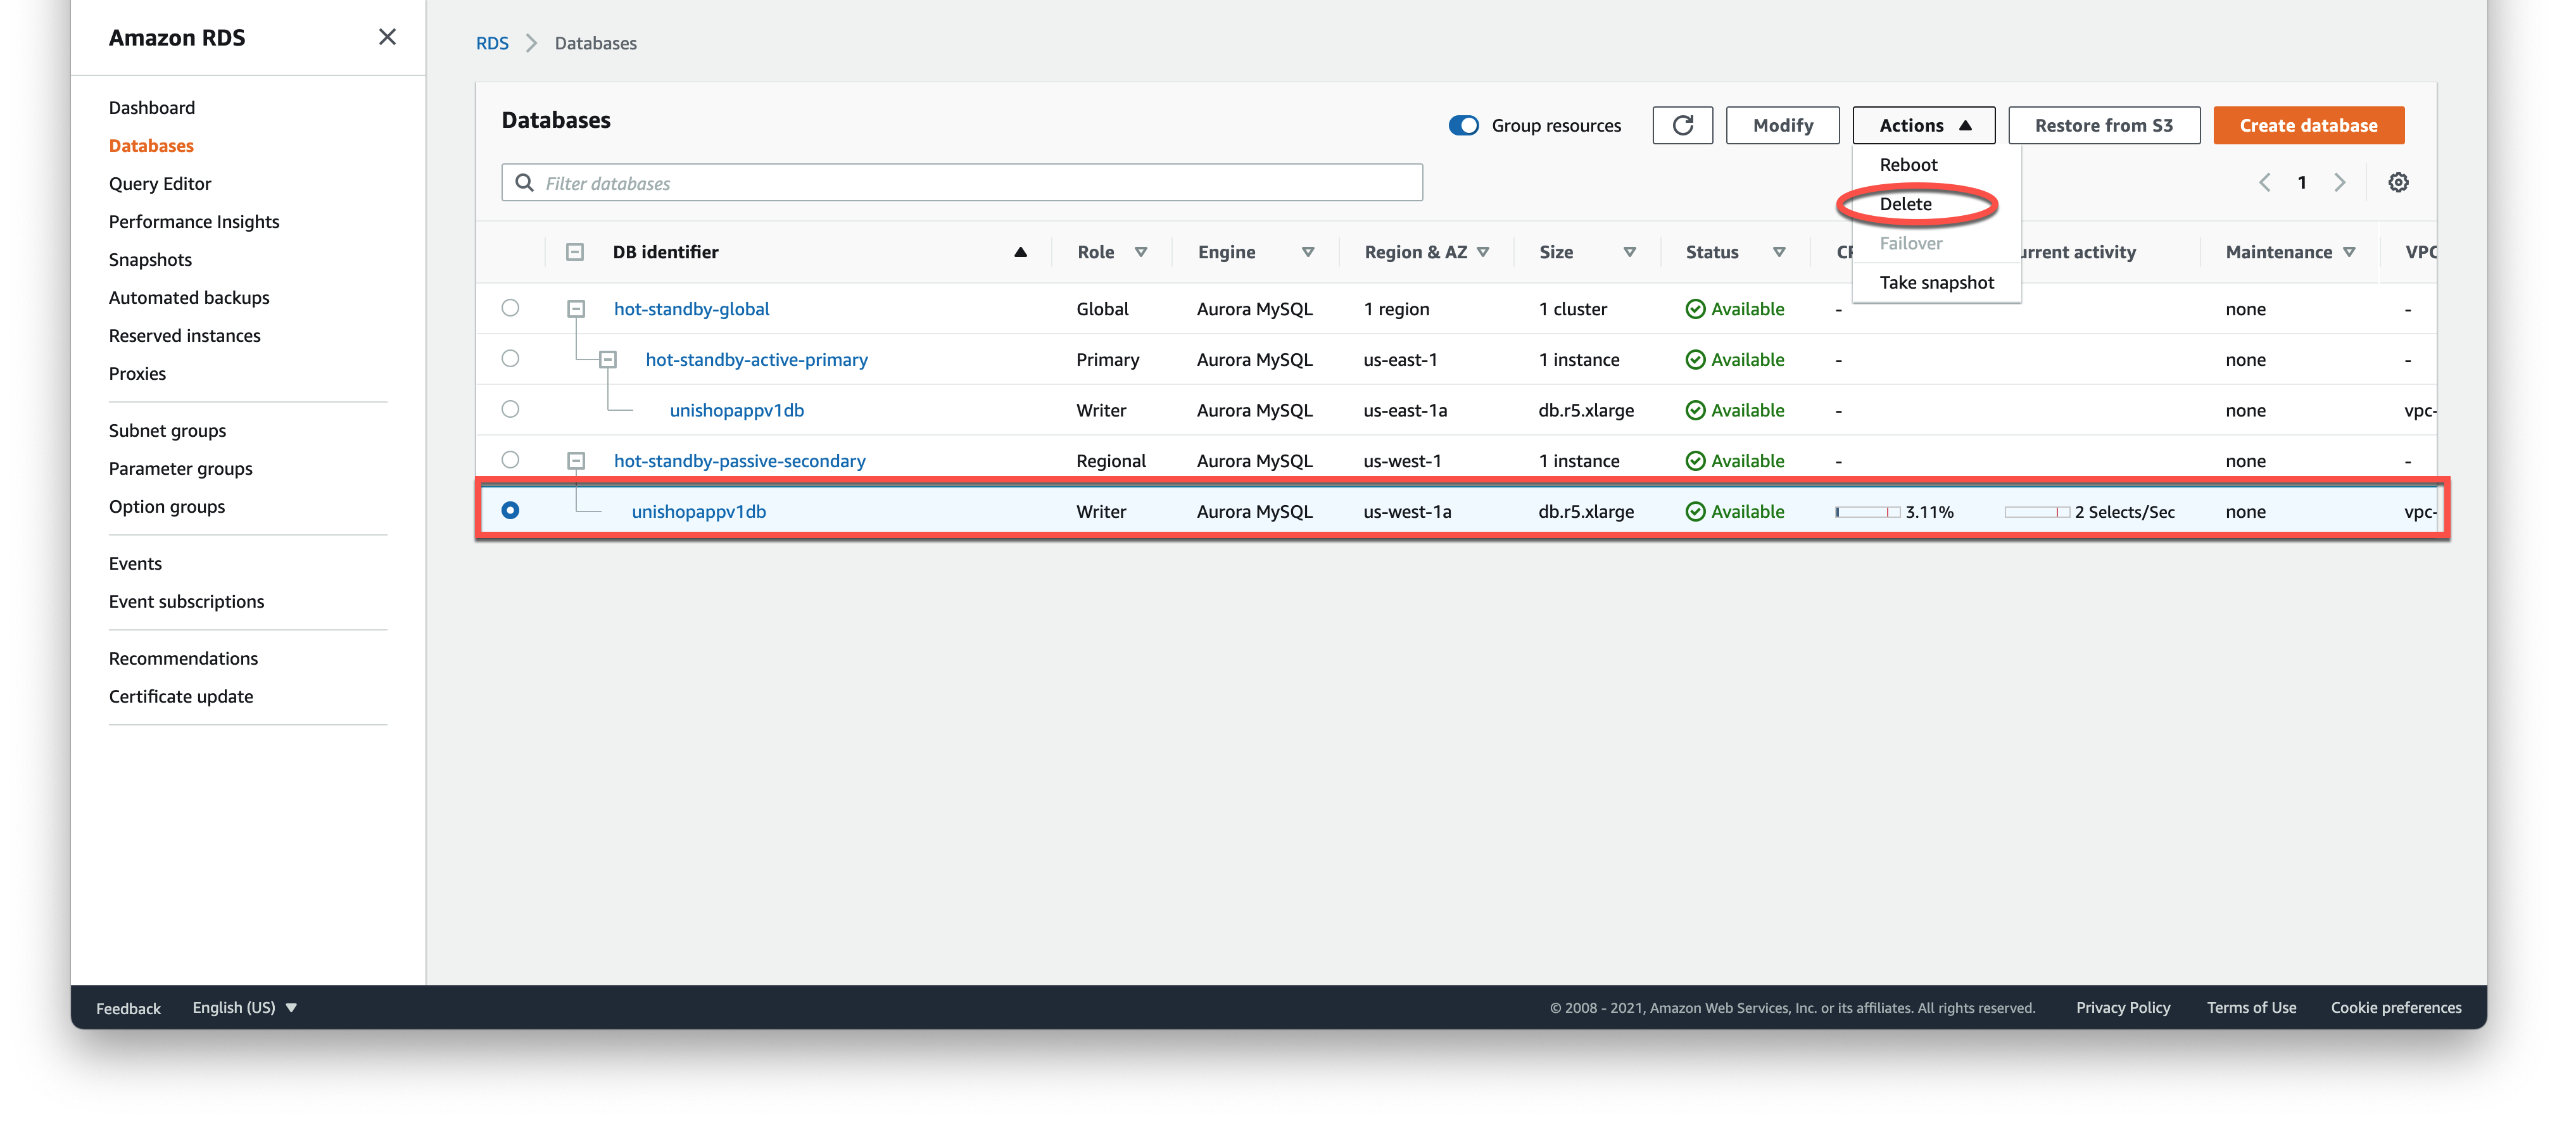 Amazon RDS
Dashboard
Databases
Query Editor
Performance Insights
Snapshots
Automated backups
Reserved instances
Proxies
Subnet groups
Parameter groups
Option groups
Events
Event subscriptions
Recommendations
Certificate update
RDS > Databases
Databases
Group resources
Modify
Actions
Restore from S3
Create database
Reboot
Delete
Failover
Take snapshot
Filter databases
1
DB identifier Role Engine Region & AZ Size Status Maintenance VPC
activity
hot-standby-global Global Aurora MySQL 1 region 1 cluster Available - none -
hot-standby-active-primary Primary Aurora MySQL us-east-1 1 instance Available - none -
unishopappv1db Writer Aurora MySQL us-east-1a db.r5.xlarge Available - none vpc-
hot-standby-passive-secondary Regional Aurora MySQL us-west-1 1 instance Available - none -
unishopappv1db Writer Aurora MySQL us-west-1a db.r5.xlarge Available 3.11% 2 Selects/Sec none vpc-
Feedback English (US) © 2008 - 2021, Amazon Web Services, Inc. or its affiliates. All rights reserved. Privacy Policy Terms of Use Cookie preferences